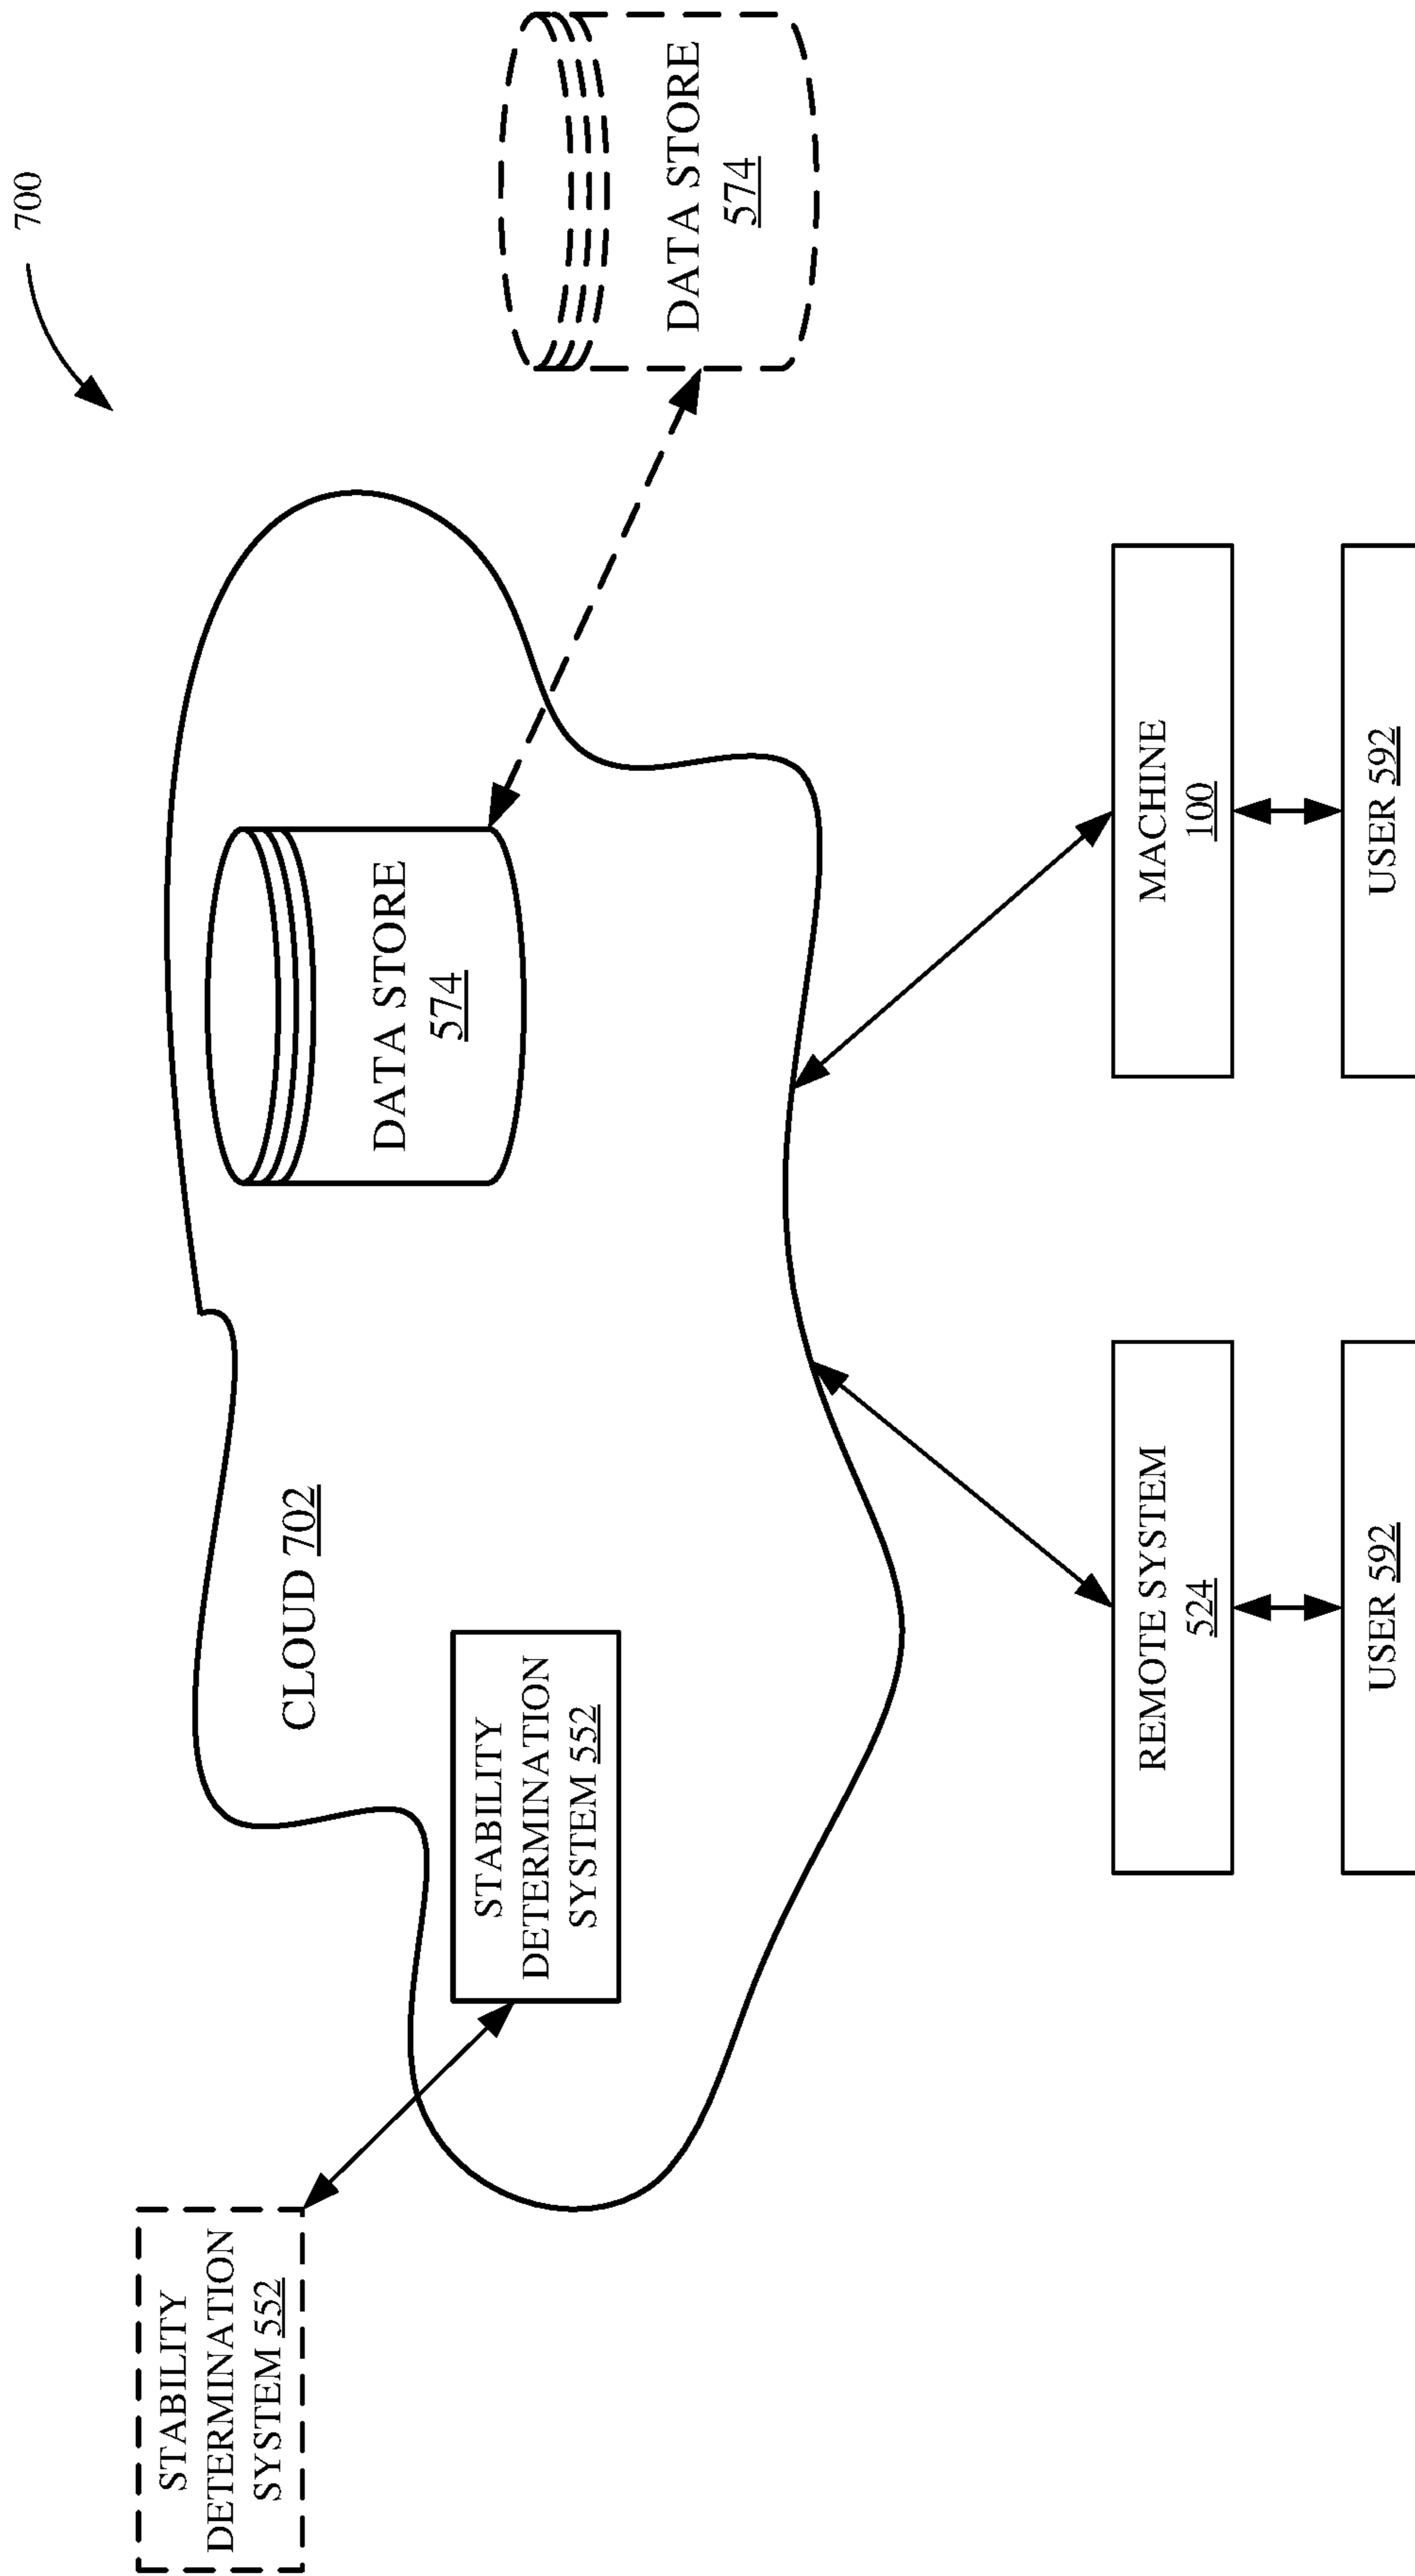 700
STABILITY
DETERMINATION
SYSTEM 552
CLOUD 702
DATA STORE
574
STABILITY
DETERMINATION
SYSTEM 552
DATA STORE
574
REMOTE SYSTEM
524
MACHINE
100
USER 592
USER 592